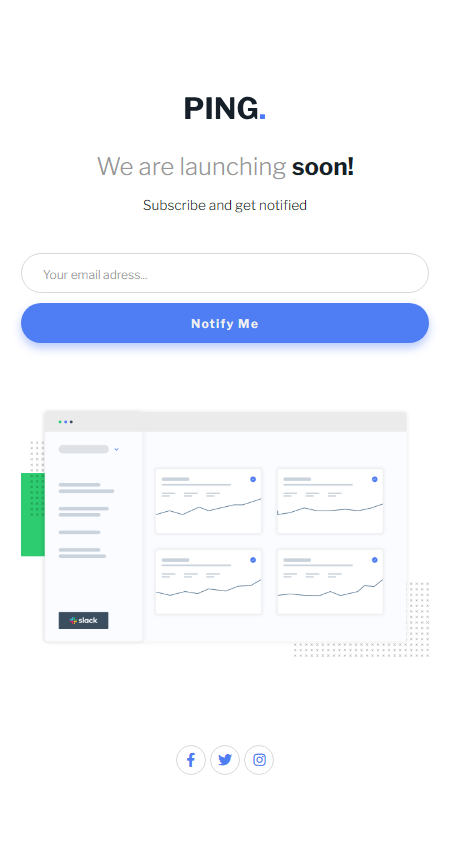 PING.
We are launching soon!
Subscribe and get notified
Your email adress...
Notify Me
slack